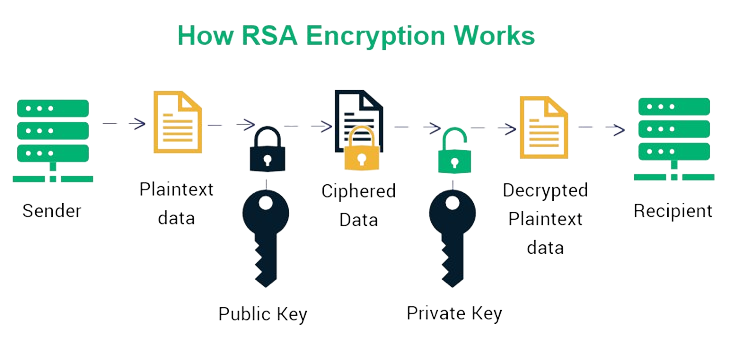 How RSA Encryption Works
Sender
Plaintext
data
Ciphered
Data
Decrypted
Plaintext
data
Recipient
Public Key
Private Key